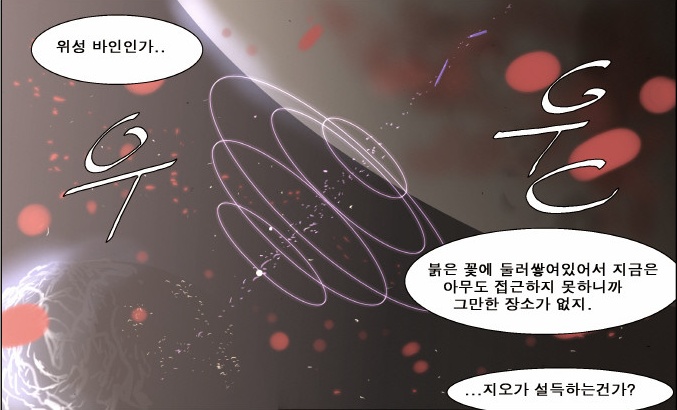 위성 바인인가..
우
운
붉은 꽃에 둘러쌓여있어서 지금은
아무도 접근하지 못하니까
그만한 장소가 없지.
...지오가 설득하는건가?